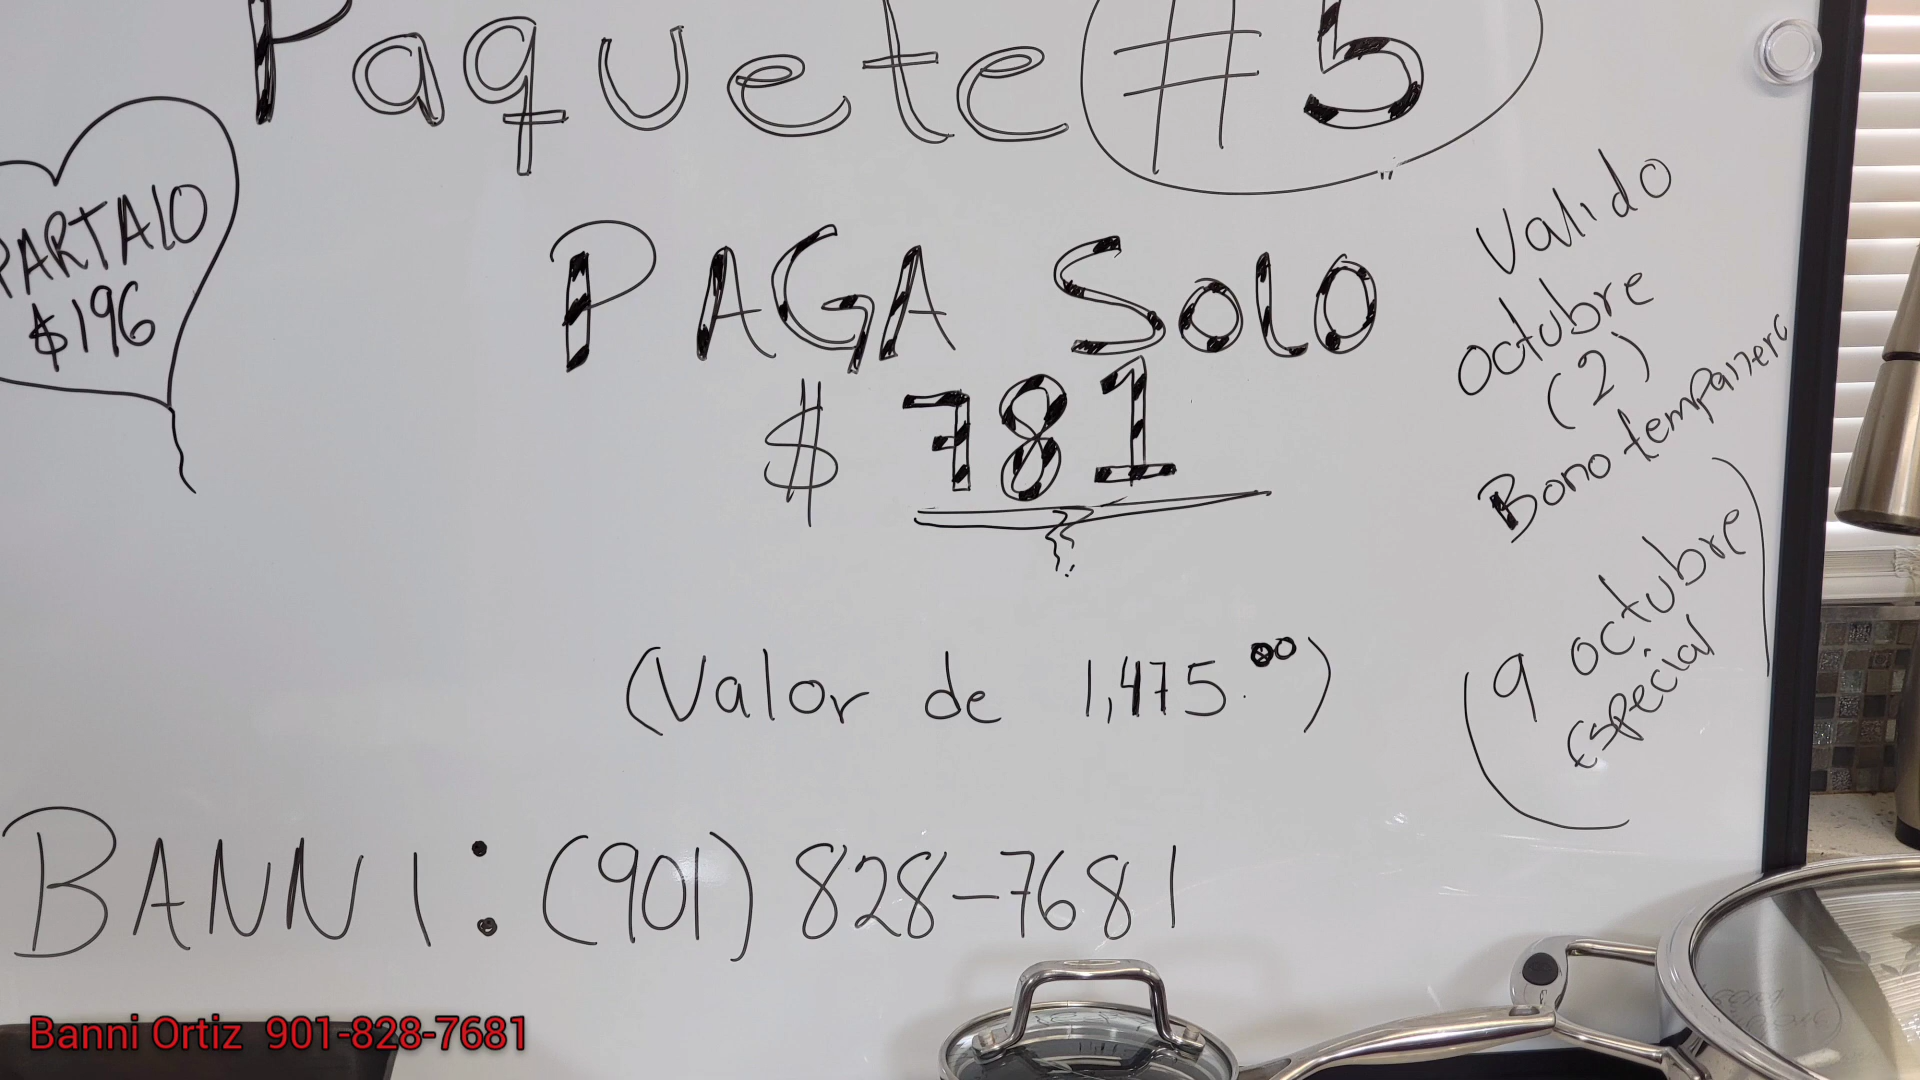 Paquete #5
PARTALO
$196
PAGA SOLO
$ 781
(Valor de 1,475.00)
Valido
octubre
(2)
Bono tempanero
9 octubre
especial
BANNI: (901) 828-7681
Banni Ortiz 901-828-7681